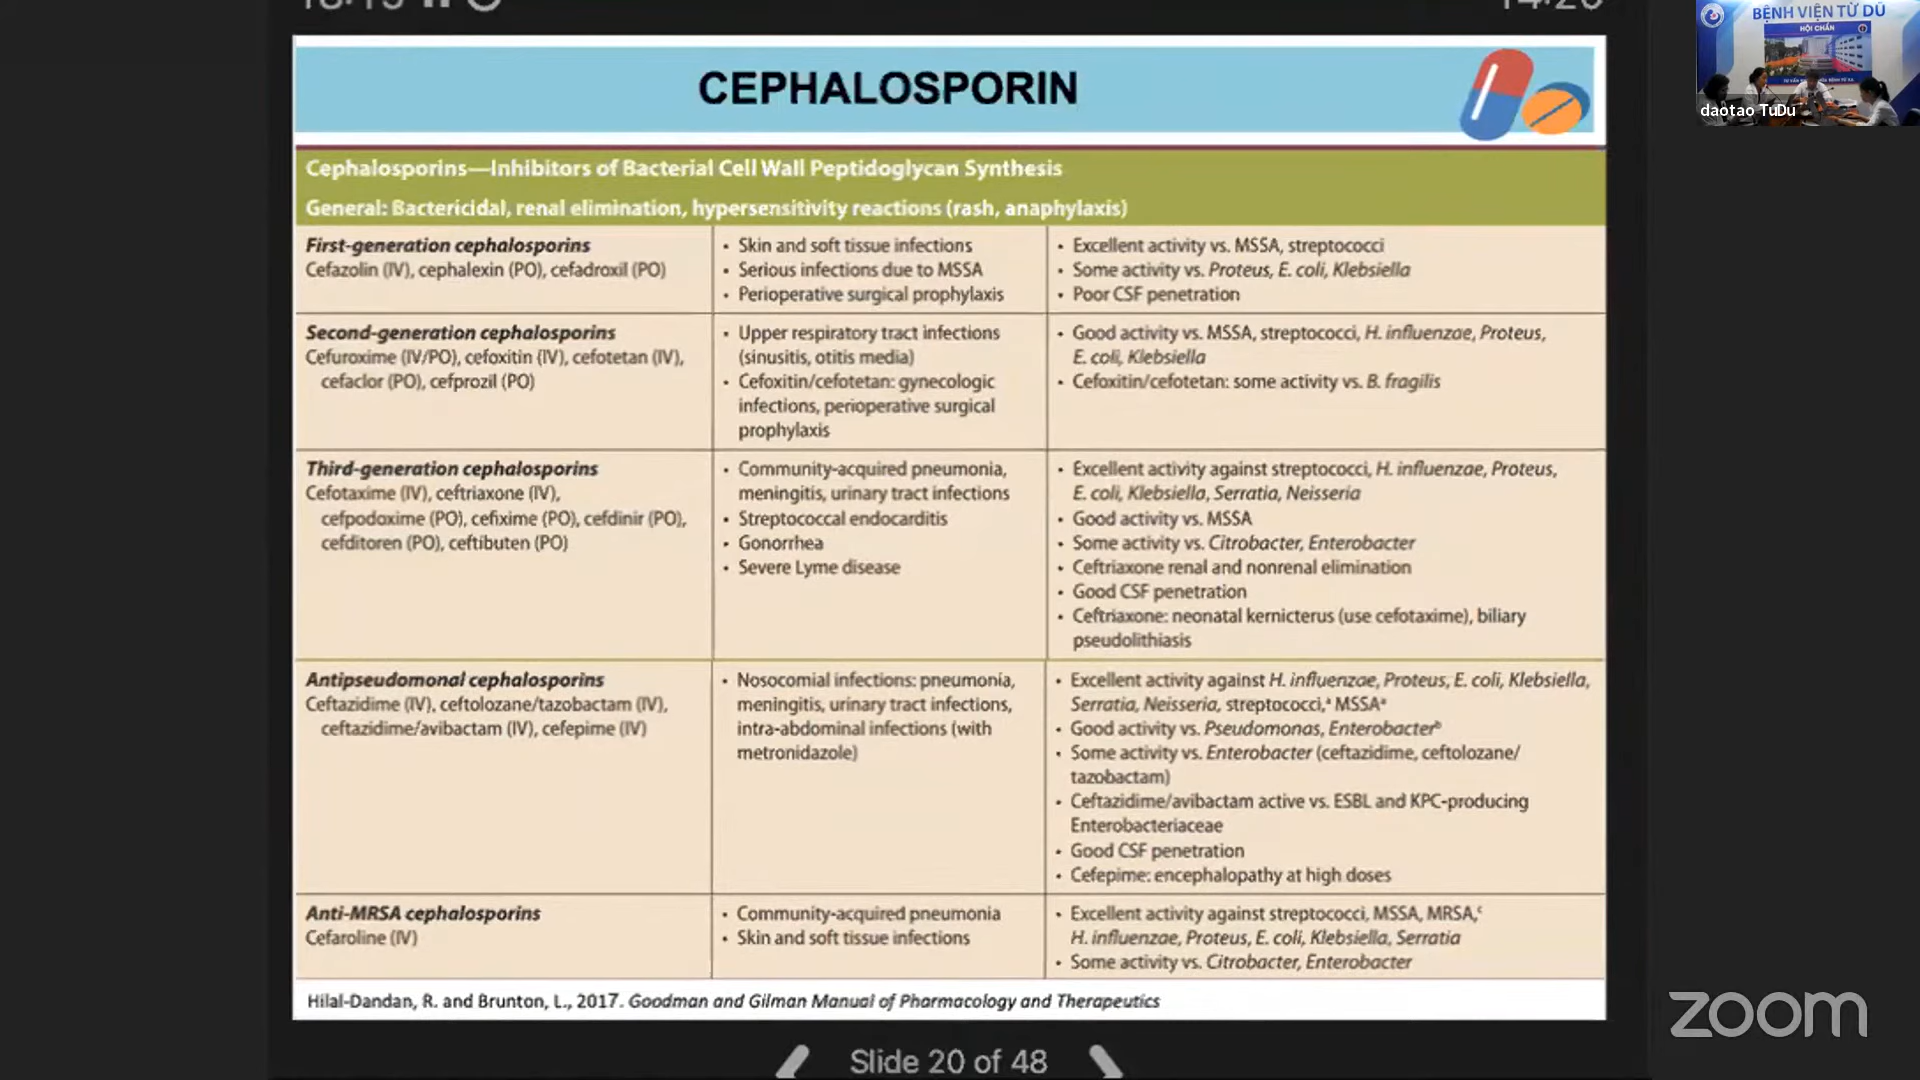 BỆNH VIỆN TỪ DŨ
HỘI CHẨN
daotao TuDu
CEPHALOSPORIN
Cephalosporins—Inhibitors of Bacterial Cell Wall Peptidoglycan Synthesis
General: Bactericidal, renal elimination, hypersensitivity reactions (rash, anaphylaxis)
First-generation cephalosporins
Cefazolin (IV), cephalexin (PO), cefadroxil (PO)
• Skin and soft tissue infections
• Serious infections due to MSSA
• Perioperative surgical prophylaxis
• Excellent activity vs. MSSA, streptococci
• Some activity vs. Proteus, E. coli, Klebsiella
• Poor CSF penetration
Second-generation cephalosporins
Cefuroxime (IV/PO), cefoxitin (IV), cefotetan (IV),
cefaclor (PO), cefprozil (PO)
• Upper respiratory tract infections
(sinusitis, otitis media)
• Cefoxitin/cefotetan: gynecologic
infections, perioperative surgical
prophylaxis
• Good activity vs. MSSA, streptococci, H. influenzae, Proteus,
E. coli, Klebsiella
• Cefoxitin/cefotetan: some activity vs. B. fragilis
Third-generation cephalosporins
Cefotaxime (IV), ceftriaxone (IV),
cefpodoxime (PO), cefixime (PO), cefdinir (PO),
cefditoren (PO), ceftibuten (PO)
• Community-acquired pneumonia,
meningitis, urinary tract infections
• Streptococcal endocarditis
• Gonorrhea
• Severe Lyme disease
• Excellent activity against streptococci, H. influenzae, Proteus,
E. coli, Klebsiella, Serratia, Neisseria
• Good activity vs. MSSA
• Some activity vs. Citrobacter, Enterobacter
• Ceftriaxone renal and nonrenal elimination
• Good CSF penetration
• Ceftriaxone: neonatal kernicterus (use cefotaxime), biliary
pseudolithiasis
Antipseudomonal cephalosporins
Ceftazidime (IV), ceftolozane/tazobactam (IV),
ceftazidime/avibactam (IV), cefepime (IV)
• Nosocomial infections: pneumonia,
meningitis, urinary tract infections,
intra-abdominal infections (with
metronidazole)
• Excellent activity against H. influenzae, Proteus, E. coli, Klebsiella,
Serratia, Neisseria, streptococci,ᵃ MSSAᵃ
• Good activity vs. Pseudomonas, Enterobacterᵇ
• Some activity vs. Enterobacter (ceftazidime, ceftolozane/
tazobactam)
• Ceftazidime/avibactam active vs. ESBL and KPC-producing
Enterobacteriaceae
• Good CSF penetration
• Cefepime: encephalopathy at high doses
Anti-MRSA cephalosporins
Cefaroline (IV)
• Community-acquired pneumonia
• Skin and soft tissue infections
• Excellent activity against streptococci, MSSA, MRSA,ᶜ
H. influenzae, Proteus, E. coli, Klebsiella, Serratia
• Some activity vs. Citrobacter, Enterobacter
Hilal-Dandan, R. and Brunton, L., 2017. Goodman and Gilman Manual of Pharmacology and Therapeutics
Slide 20 of 48
zoom